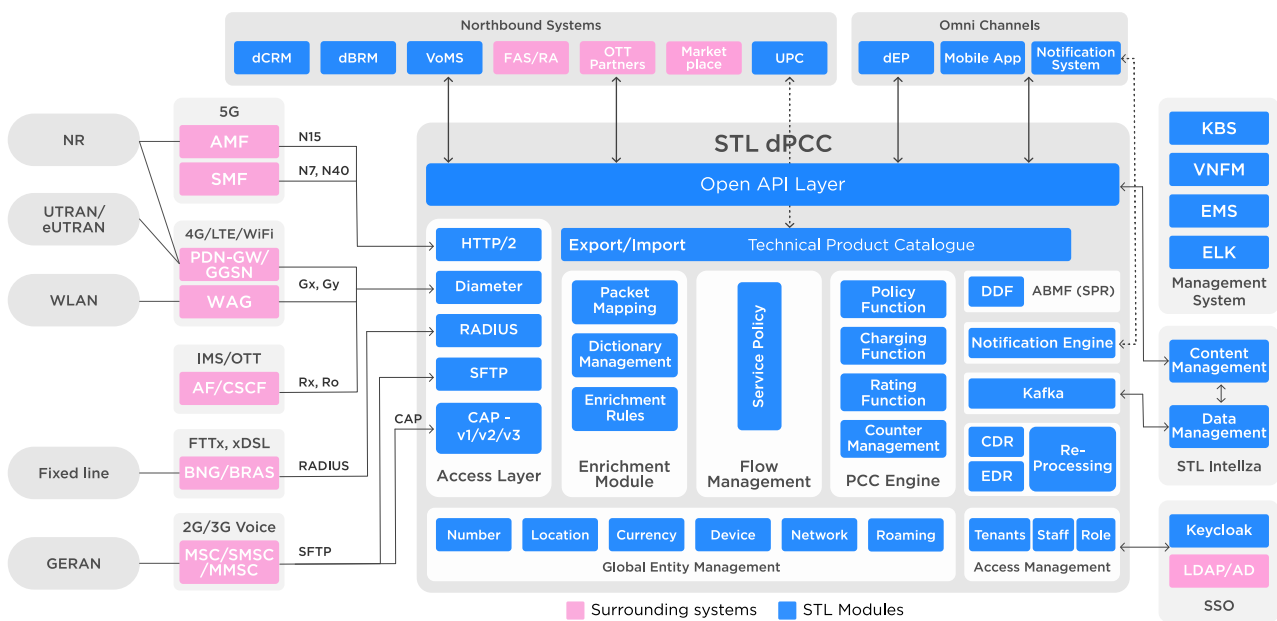 Northbound Systems
dCRM
dBRM
VoMS
FAS/RA
OTT
Partners
Market
place
UPC
Omni Channels
dEP
Mobile App
Notification
System
NR
UTRAN/
eUTRAN
WLAN
Fixed line
GERAN
5G
AMF
SMF
N15
N7, N40
4G/LTE/WiFi
PDN-GW/
GGSN
WAG
Gx, Gy
IMS/OTT
AF/CSCF
Rx, Ro
FTTx, xDSL
BNG/BRAS
RADIUS
2G/3G Voice
MSC/SMSC
/MMSC
SFTP
CAP
STL dPCC
Open API Layer
HTTP/2
Diameter
RADIUS
SFTP
CAP -
v1/v2/v3
Access Layer
Export/Import
Technical Product Catalogue
Packet
Mapping
Dictionary
Management
Enrichment
Rules
Enrichment
Module
Service Policy
Flow
Management
Policy
Function
Charging
Function
Rating
Function
Counter
Management
PCC Engine
DDF
ABMF (SPR)
Notification Engine
Kafka
CDR
EDR
Re-
Processing
Number
Location
Currency
Device
Network
Roaming
Global Entity Management
Tenants
Staff
Role
Access Management
KBS
VNFM
EMS
ELK
Management
System
Content
Management
Data
Management
STL Intellza
Keycloak
LDAP/AD
SSO
Surrounding systems
STL Modules